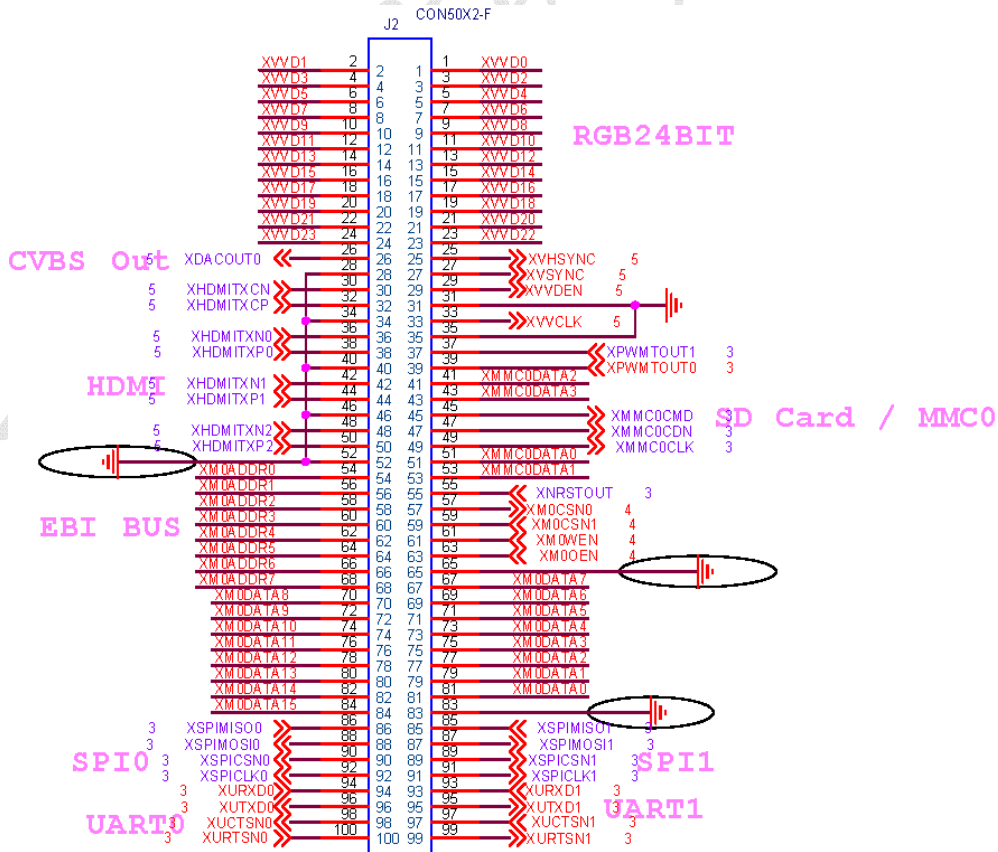 CON50X2-F
J2
XVVD1 2 2 1 1 XVVD0
XVVD3 4 4 3 3 XVVD2
XVVD5 6 6 5 5 XVVD4
XVVD7 8 8 7 7 XVVD6
XVVD9 10 10 9 9 XVVD8
RGB24BIT
XVVD11 12 12 11 11 XVVD10
XVVD13 14 14 13 13 XVVD12
XVVD15 16 16 15 15 XVVD14
XVVD17 18 18 17 17 XVVD16
XVVD19 20 20 19 19 XVVD18
XVVD21 22 22 21 21 XVVD20
XVVD23 24 24 23 23 XVVD22
CVBS Out 5 XDACOUT0 26 26 25 25 XVHSYNC 5
28 28 27 27 XVSYNC 5
5 XHDMITXCN 30 30 29 29 XVVDEN 5
5 XHDMITXCP 32 32 31 31
34 34 33 33 XVVCLK 5
5 XHDMITXN0 36 36 35 35
5 XHDMITXP0 38 38 37 37 XPWMTOUT1 3
40 40 39 39 XPWMTOUT0 3
HDMI
5 XHDMITXN1 42 42 41 41 XMMC0DATA2
5 XHDMITXP1 44 44 43 43 XMMC0DATA3
46 46 45 45 XMMC0CMD 3
SD Card / MMC0
5 XHDMITXN2 48 48 47 47 XMMC0CDN 3
5 XHDMITXP2 50 50 49 49 XMMC0CLK 3
52 52 51 51 XMMC0DATA0
XM0ADDR0 54 54 53 53 XMMC0DATA1
XM0ADDR1 56 56 55 55 XNRSTOUT 3
XM0ADDR2 58 58 57 57 XM0CSN0 4
EBI BUS
XM0ADDR3 60 60 59 59 XM0CSN1 4
XM0ADDR4 62 62 61 61 XM0WEN 4
XM0ADDR5 64 64 63 63 XM0OEN 4
XM0ADDR6 66 66 65 65
XM0ADDR7 68 68 67 67 XM0DATA7
XM0DATA8 70 70 69 69 XM0DATA6
XM0DATA9 72 72 71 71 XM0DATA5
XM0DATA10 74 74 73 73 XM0DATA4
XM0DATA11 76 76 75 75 XM0DATA3
XM0DATA12 78 78 77 77 XM0DATA2
XM0DATA13 80 80 79 79 XM0DATA1
XM0DATA14 82 82 81 81 XM0DATA0
XM0DATA15 84 84 83 83
3 XSPIMISO0 86 86 85 85 XSPIMISO1 3
3 XSPIMOSI0 88 88 87 87 XSPIMOSI1 3
SPI0 3 XSPICSN0 90 90 89 89 XSPICSN1 3 SPI1
3 XSPICLK0 92 92 91 91 XSPICLK1 3
3 XURXD0 94 94 93 93 XURXD1 3
3 XUTXD0 96 96 95 95 XUTXD1 3
UART0 3 XUCTSN0 98 98 97 97 XUCTSN1 3 UART1
3 XURTSN0 100 100 99 99 XURTSN1 3